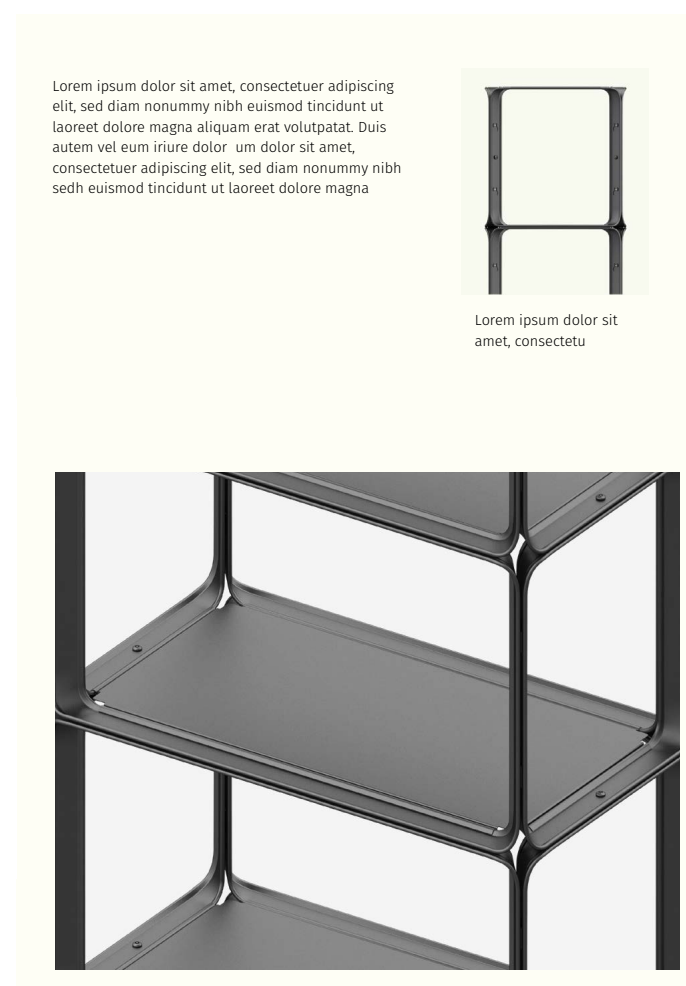 Lorem ipsum dolor sit amet, consectetuer adipiscing
elit, sed diam nonummy nibh euismod tincidunt ut
laoreet dolore magna aliquam erat volutpatat. Duis
autem vel eum iriure dolor  um dolor sit amet,
consectetuer adipiscing elit, sed diam nonummy nibh
sedh euismod tincidunt ut laoreet dolore magna
Lorem ipsum dolor sit
amet, consectetu